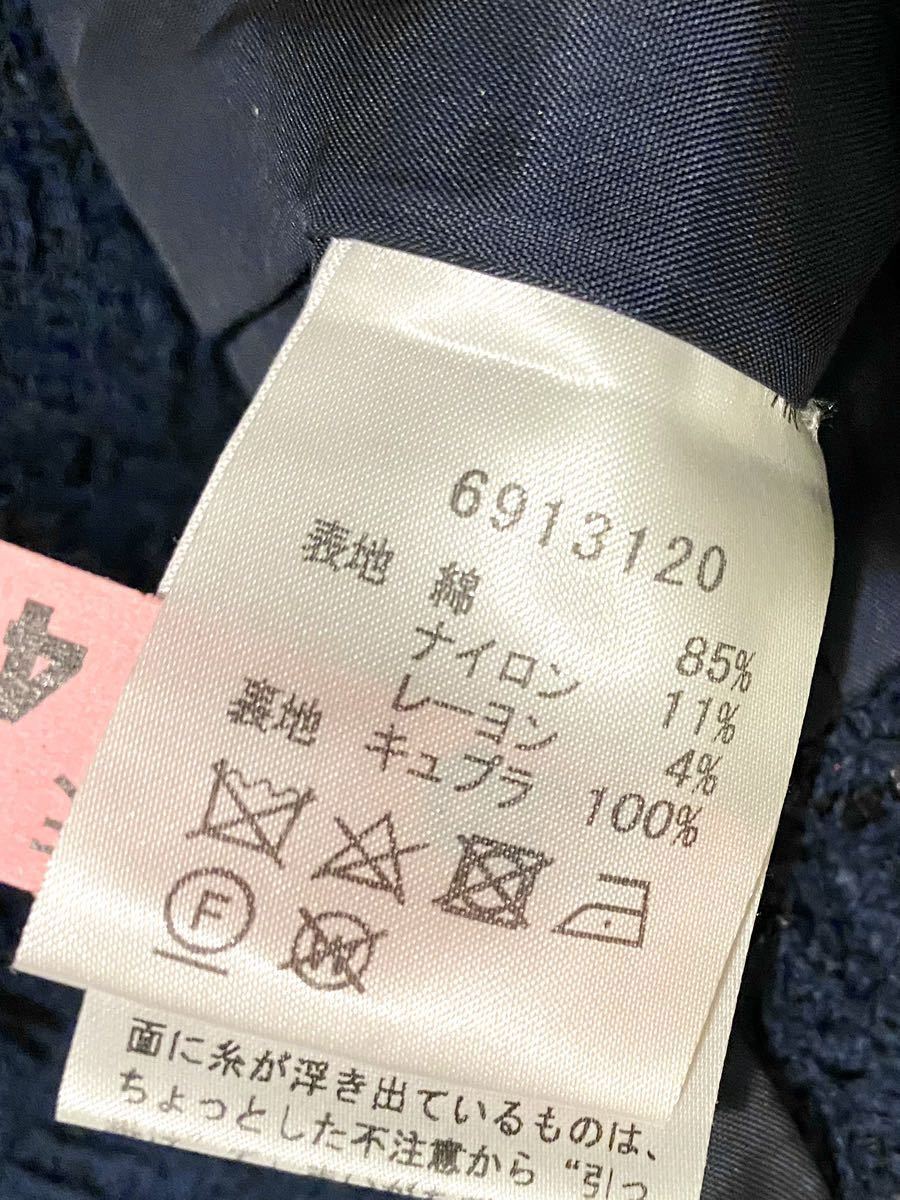 6913120
表地 綿 85%
ナイロン 11%
レーヨン 4%
裏地 キュプラ 100%
F
W
面に糸が浮き出ているものは、
ちょっとした不注意から“引っ